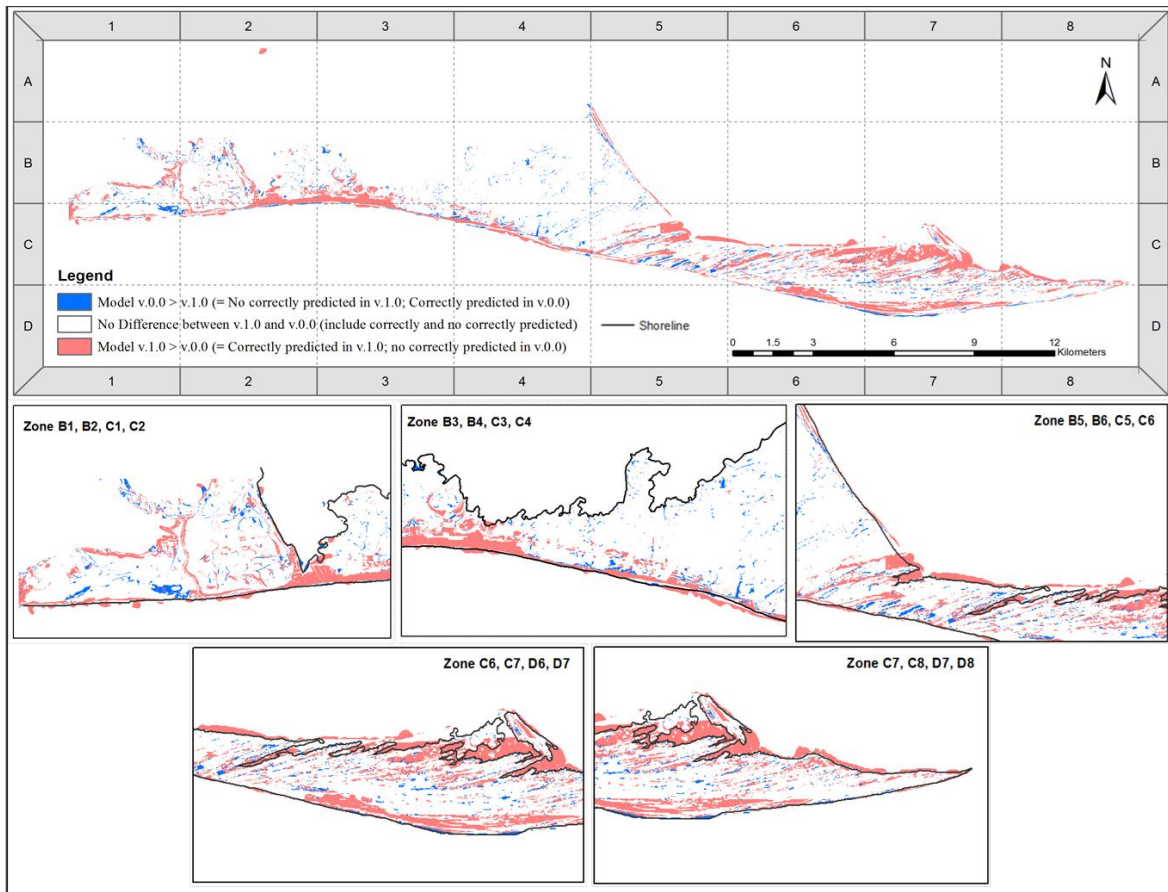 1 2 3 4 5 6 7 8
A A
N
B B
C C
Legend
Model v.0.0 > v.1.0 (= No correctly predicted in v.1.0; Correctly predicted in v.0.0)
D D
No Difference between v.1.0 and v.0.0 (include correctly and no correctly predicted)
Shoreline
Model v.1.0 > v.0.0 (= Correctly predicted in v.1.0; no correctly predicted in v.0.0)
0 1.5 3 6 9 12
Kilometers
1 2 3 4 5 6 7 8
Zone B1, B2, C1, C2
Zone B3, B4, C3, C4
Zone B5, B6, C5, C6
Zone C6, C7, D6, D7
Zone C7, C8, D7, D8